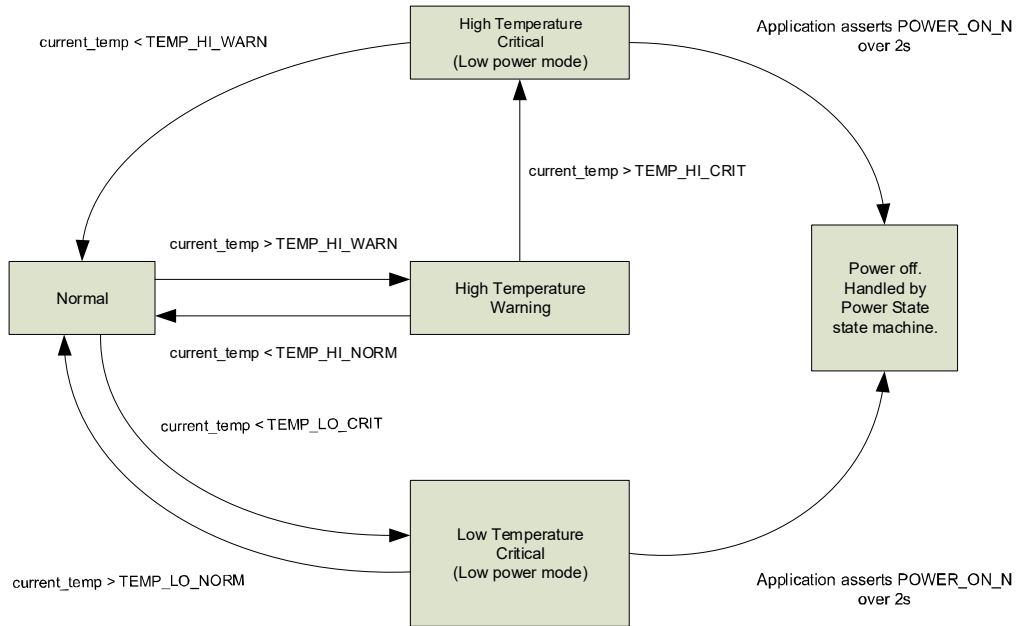 High Temperature
Critical
(Low power mode)
current_temp < TEMP_HI_WARN
Application asserts POWER_ON_N
over 2s
current_temp > TEMP_HI_CRIT
current_temp > TEMP_HI_WARN
Normal
High Temperature
Warning
Power off.
Handled by
Power State
state machine.
current_temp < TEMP_HI_NORM
current_temp < TEMP_LO_CRIT
Low Temperature
Critical
(Low power mode)
current_temp > TEMP_LO_NORM
Application asserts POWER_ON_N
over 2s